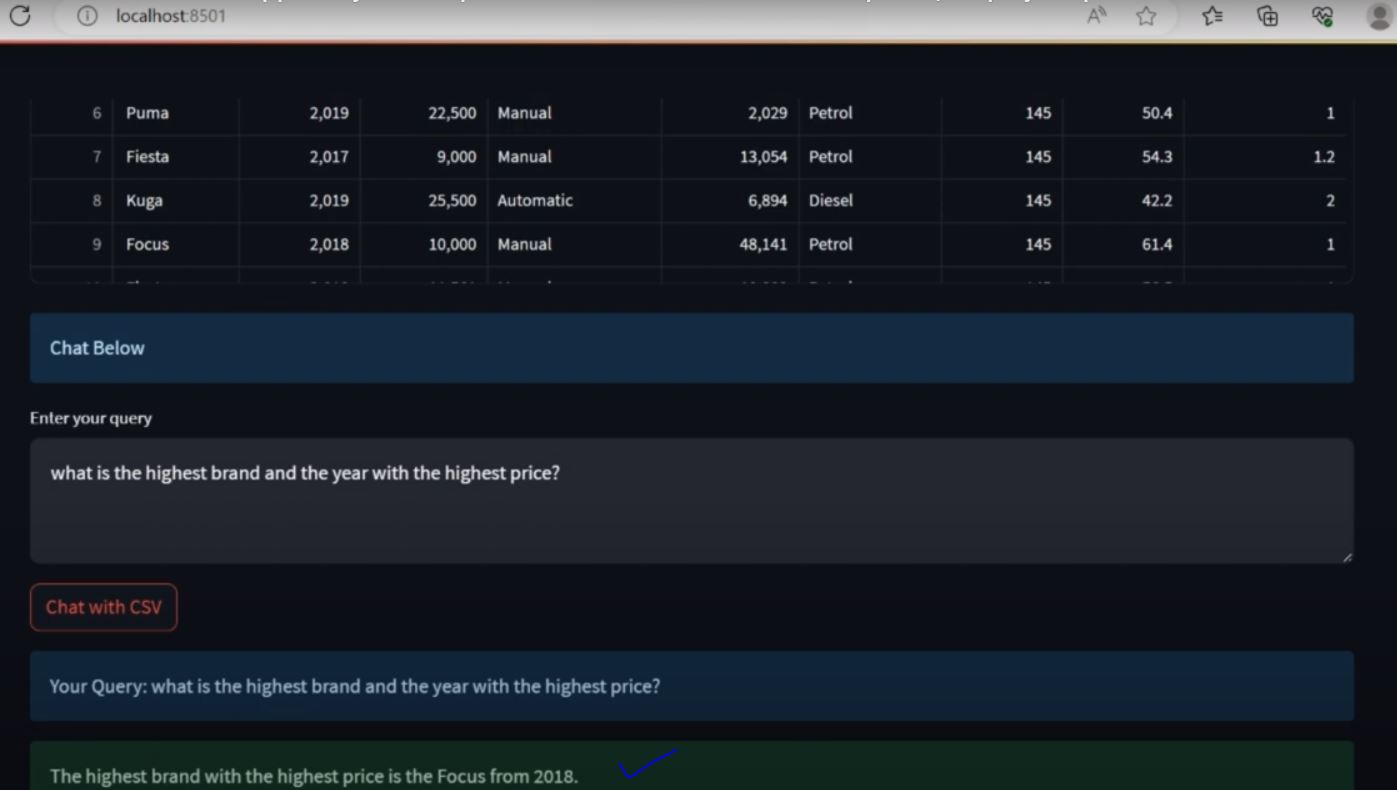 localhost:8501
6 Puma 2,019 22,500 Manual 2,029 Petrol 145 50.4 1
7 Fiesta 2,017 9,000 Manual 13,054 Petrol 145 54.3 1.2
8 Kuga 2,019 25,500 Automatic 6,894 Diesel 145 42.2 2
9 Focus 2,018 10,000 Manual 48,141 Petrol 145 61.4 1
Chat Below
Enter your query
what is the highest brand and the year with the highest price?
Chat with CSV
Your Query: what is the highest brand and the year with the highest price?
The highest brand with the highest price is the Focus from 2018.